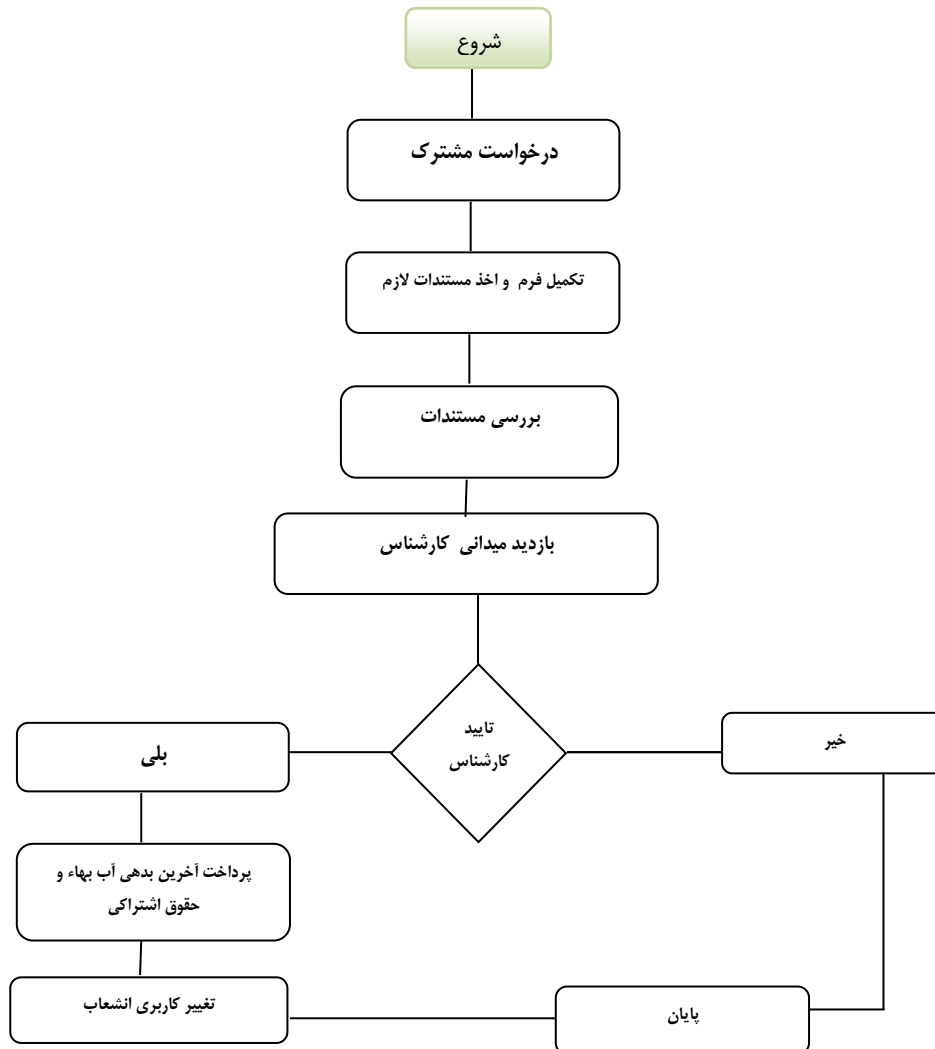 شروع
درخواست مشترک
تکمیل فرم و اخذ مستندات لازم
بررسی مستندات
بازدید میدانی کارشناس
تایید
کارشناس
خیر
بلی
پرداخت آخرین بدهی آب بهاء و
حقوق اشتراکی
تغییر کاربری انشعاب
پایان